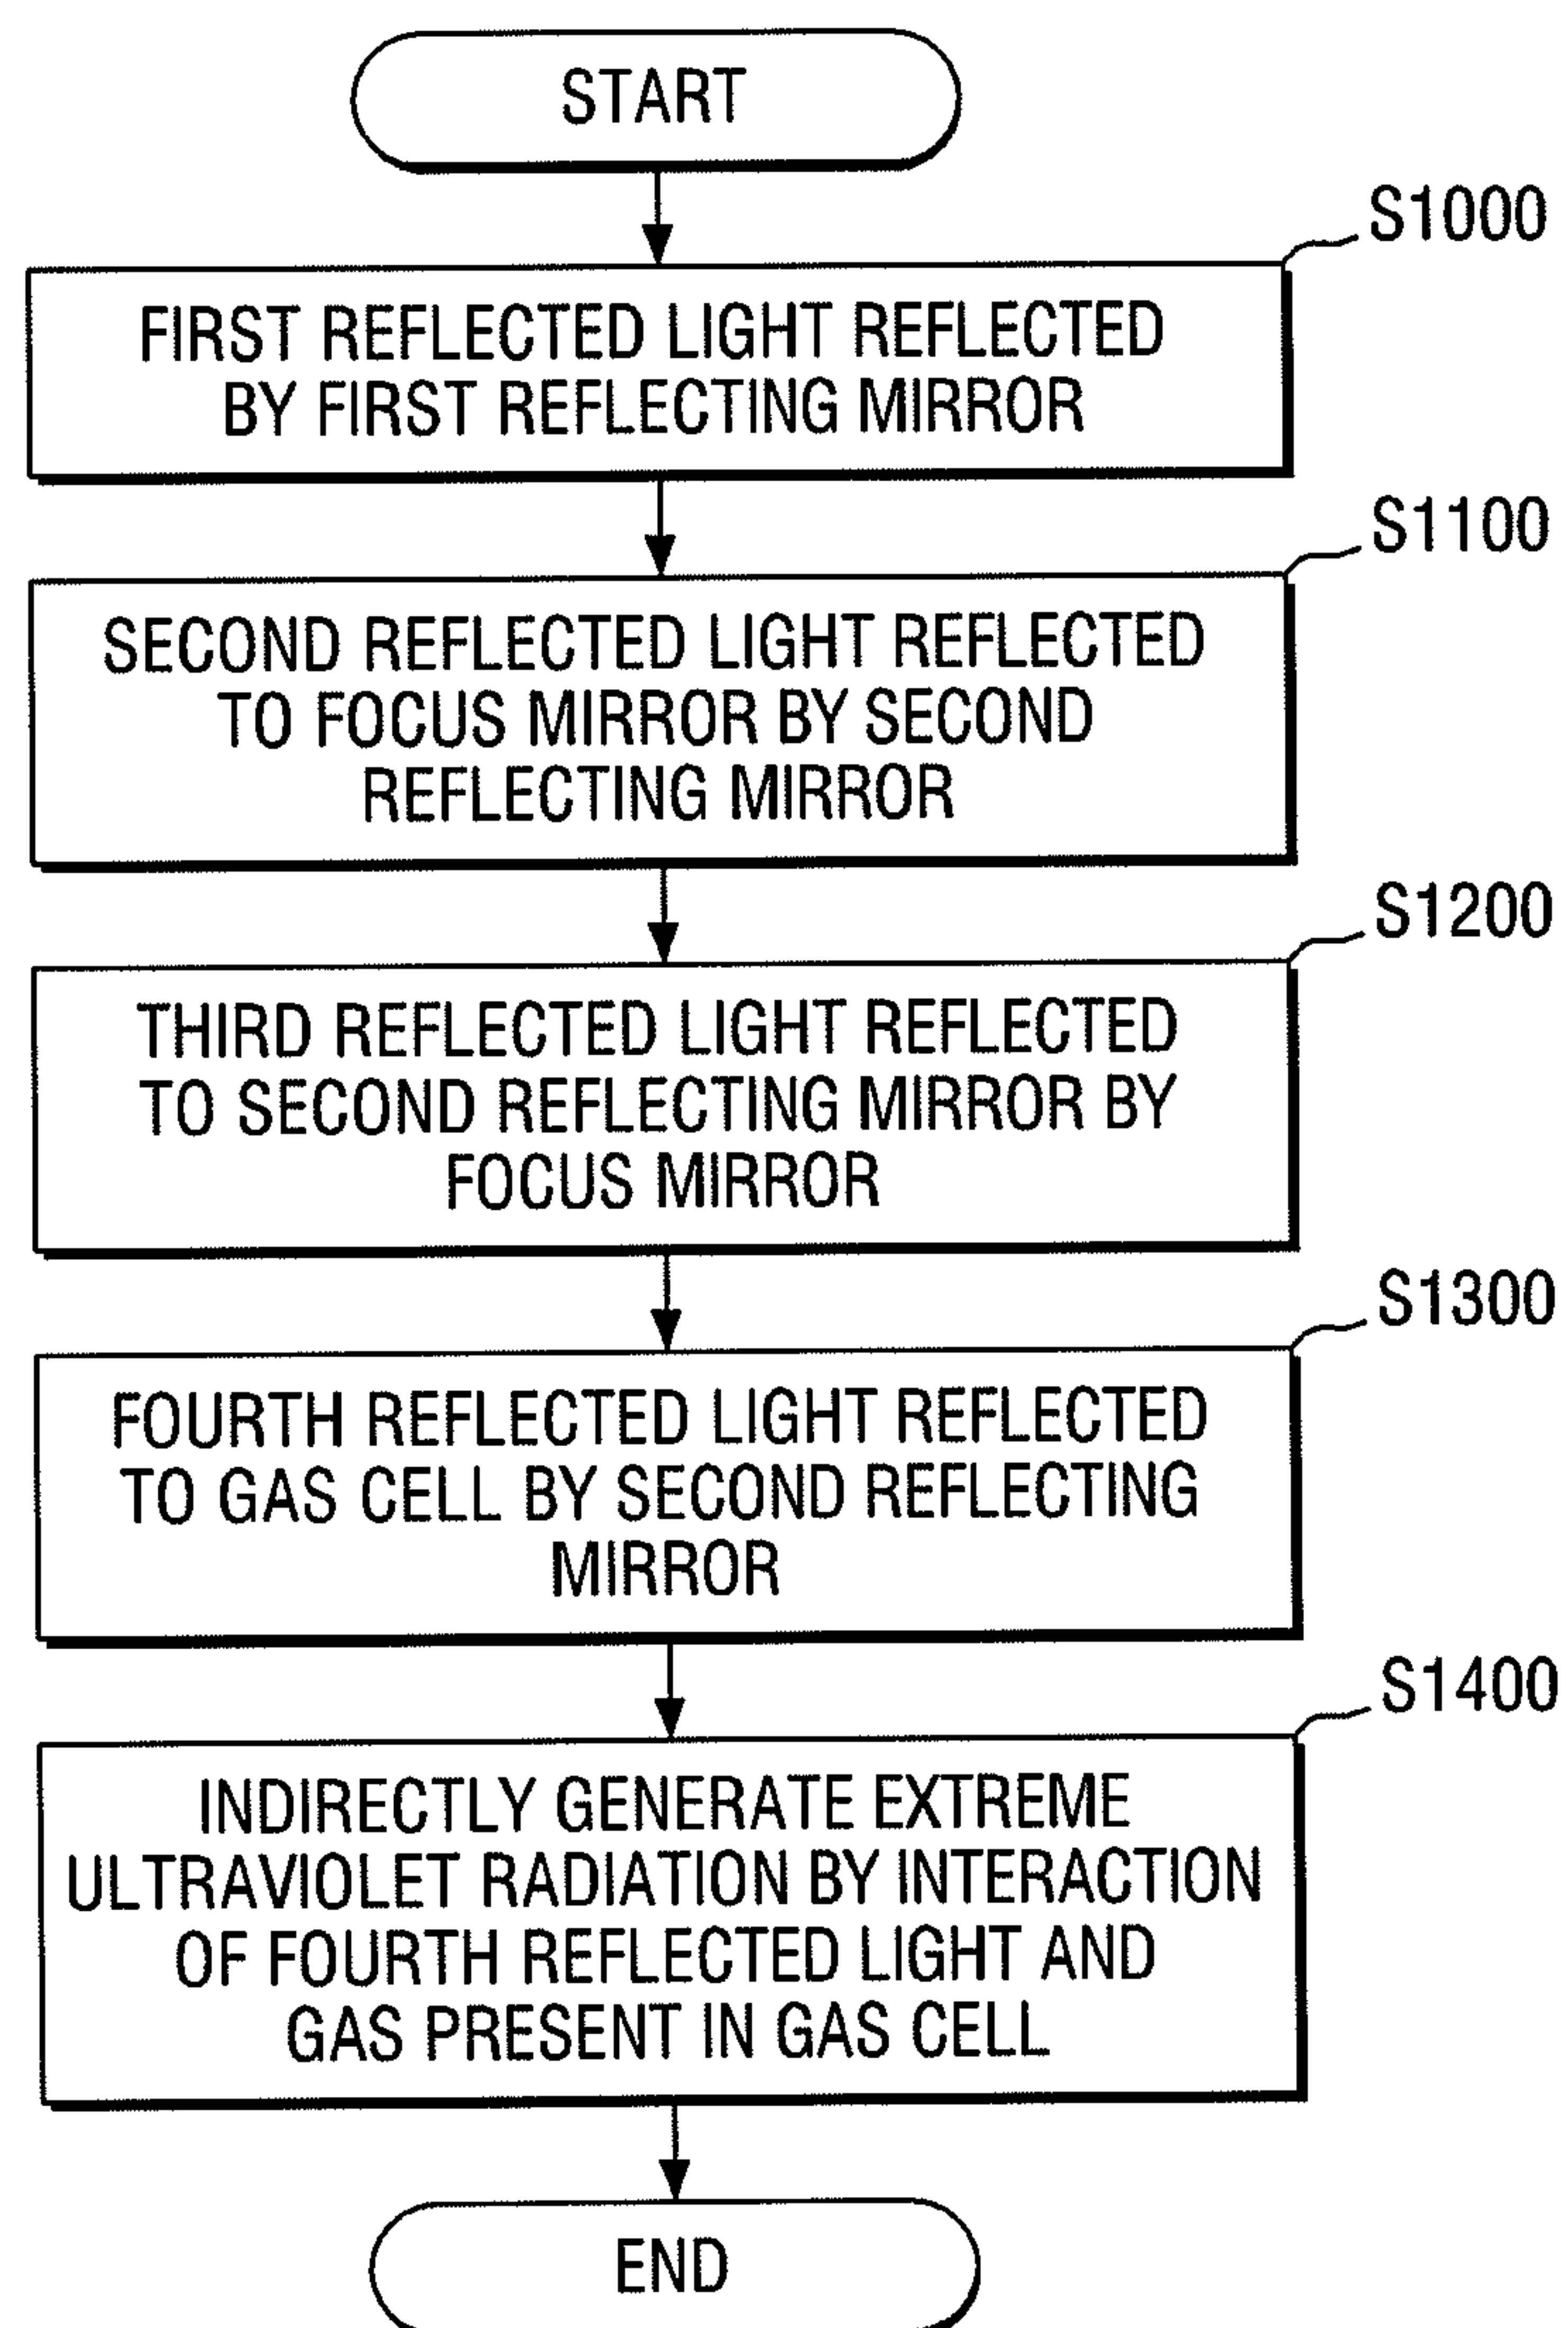 START
S1000
FIRST REFLECTED LIGHT REFLECTED
BY FIRST REFLECTING MIRROR
S1100
SECOND REFLECTED LIGHT REFLECTED
TO FOCUS MIRROR BY SECOND
REFLECTING MIRROR
S1200
THIRD REFLECTED LIGHT REFLECTED
TO SECOND REFLECTING MIRROR BY
FOCUS MIRROR
S1300
FOURTH REFLECTED LIGHT REFLECTED
TO GAS CELL BY SECOND REFLECTING
MIRROR
S1400
INDIRECTLY GENERATE EXTREME
ULTRAVIOLET RADIATION BY INTERACTION
OF FOURTH REFLECTED LIGHT AND
GAS PRESENT IN GAS CELL
END